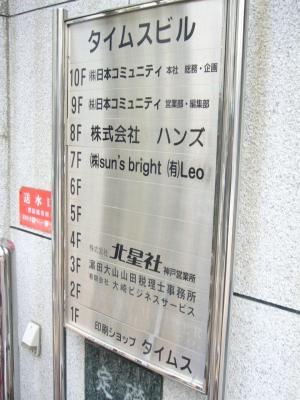 タイムスビル
10F ㈱日本コミュニティ 本社 総務・企画
9F ㈱日本コミュニティ 営業部・編集部
8F 株式会社 ハンズ
7F ㈱sun's bright ㈲Leo
6F
5F
4F 株式会社 北星社 神戸営業所
3F 濱田大山山田税理士事務所
2F 有限会社 大崎ビジネスサービス
1F 印刷ショップ タイムス
送水口
定礎